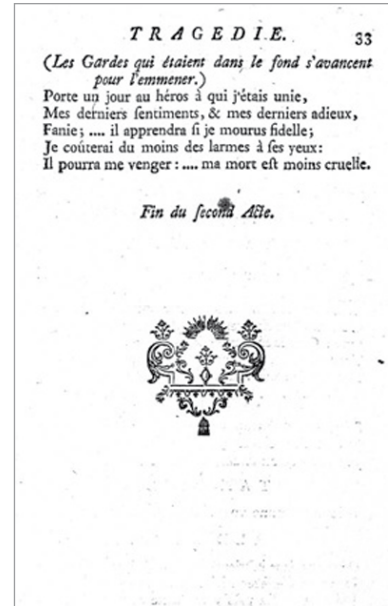 TRAGEDIE. 33
(Les Gardes qui étaient dans le fond s'avancent
pour l'emmener.)
Porte un jour au héros à qui j'étais unie,
Mes derniers ſentiments, & mes derniers adieux,
Fanie; .... il apprendra ſi je mourus fidelle;
Je coûterai du moins des larmes à ſes yeux:
Il pourra me venger: .... ma mort eſt moins cruelle.
Fin du ſecond Acte.